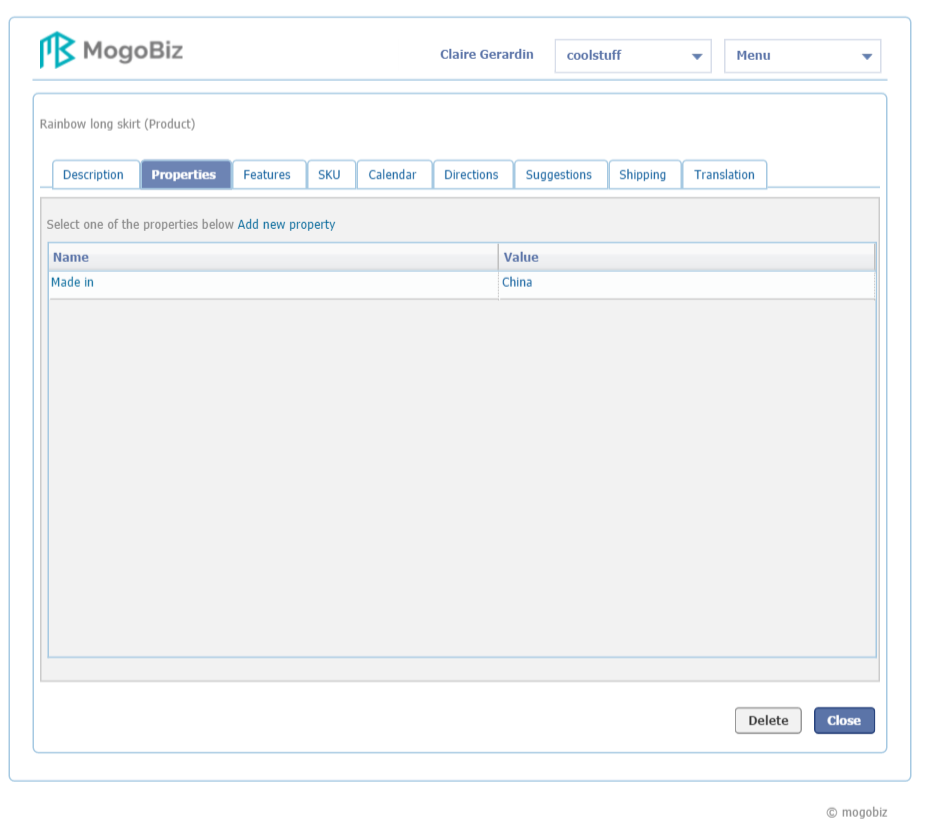 MogoBiz Claire Gerardin coolstuff Menu
Rainbow long skirt (Product)
Description Properties Features SKU Calendar Directions Suggestions Shipping Translation
Select one of the properties below Add new property
Name Value
Made in China
Delete Close
© mogobiz